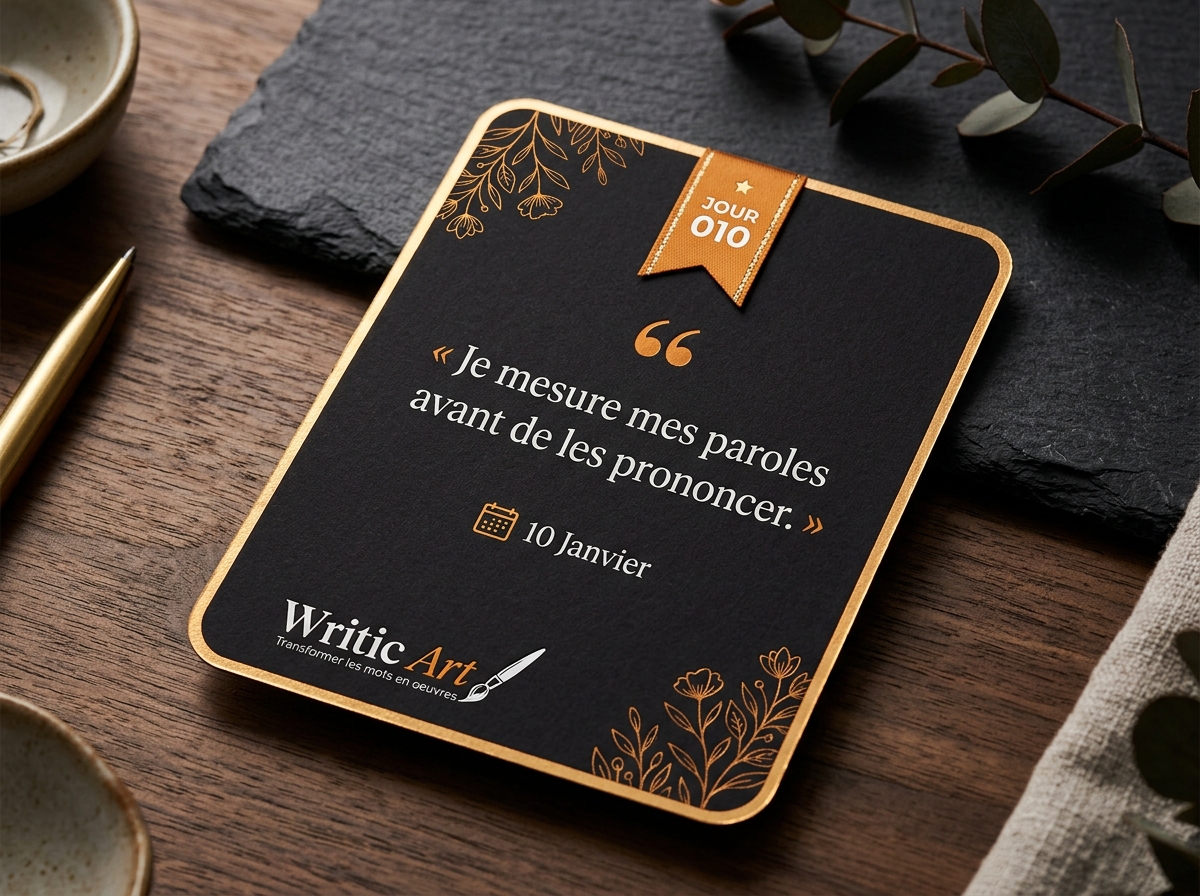 JOUR
010
“
« Je mesure mes paroles
avant de les prononcer. »
10 Janvier
Writic Art
Transformer les mots en oeuvres